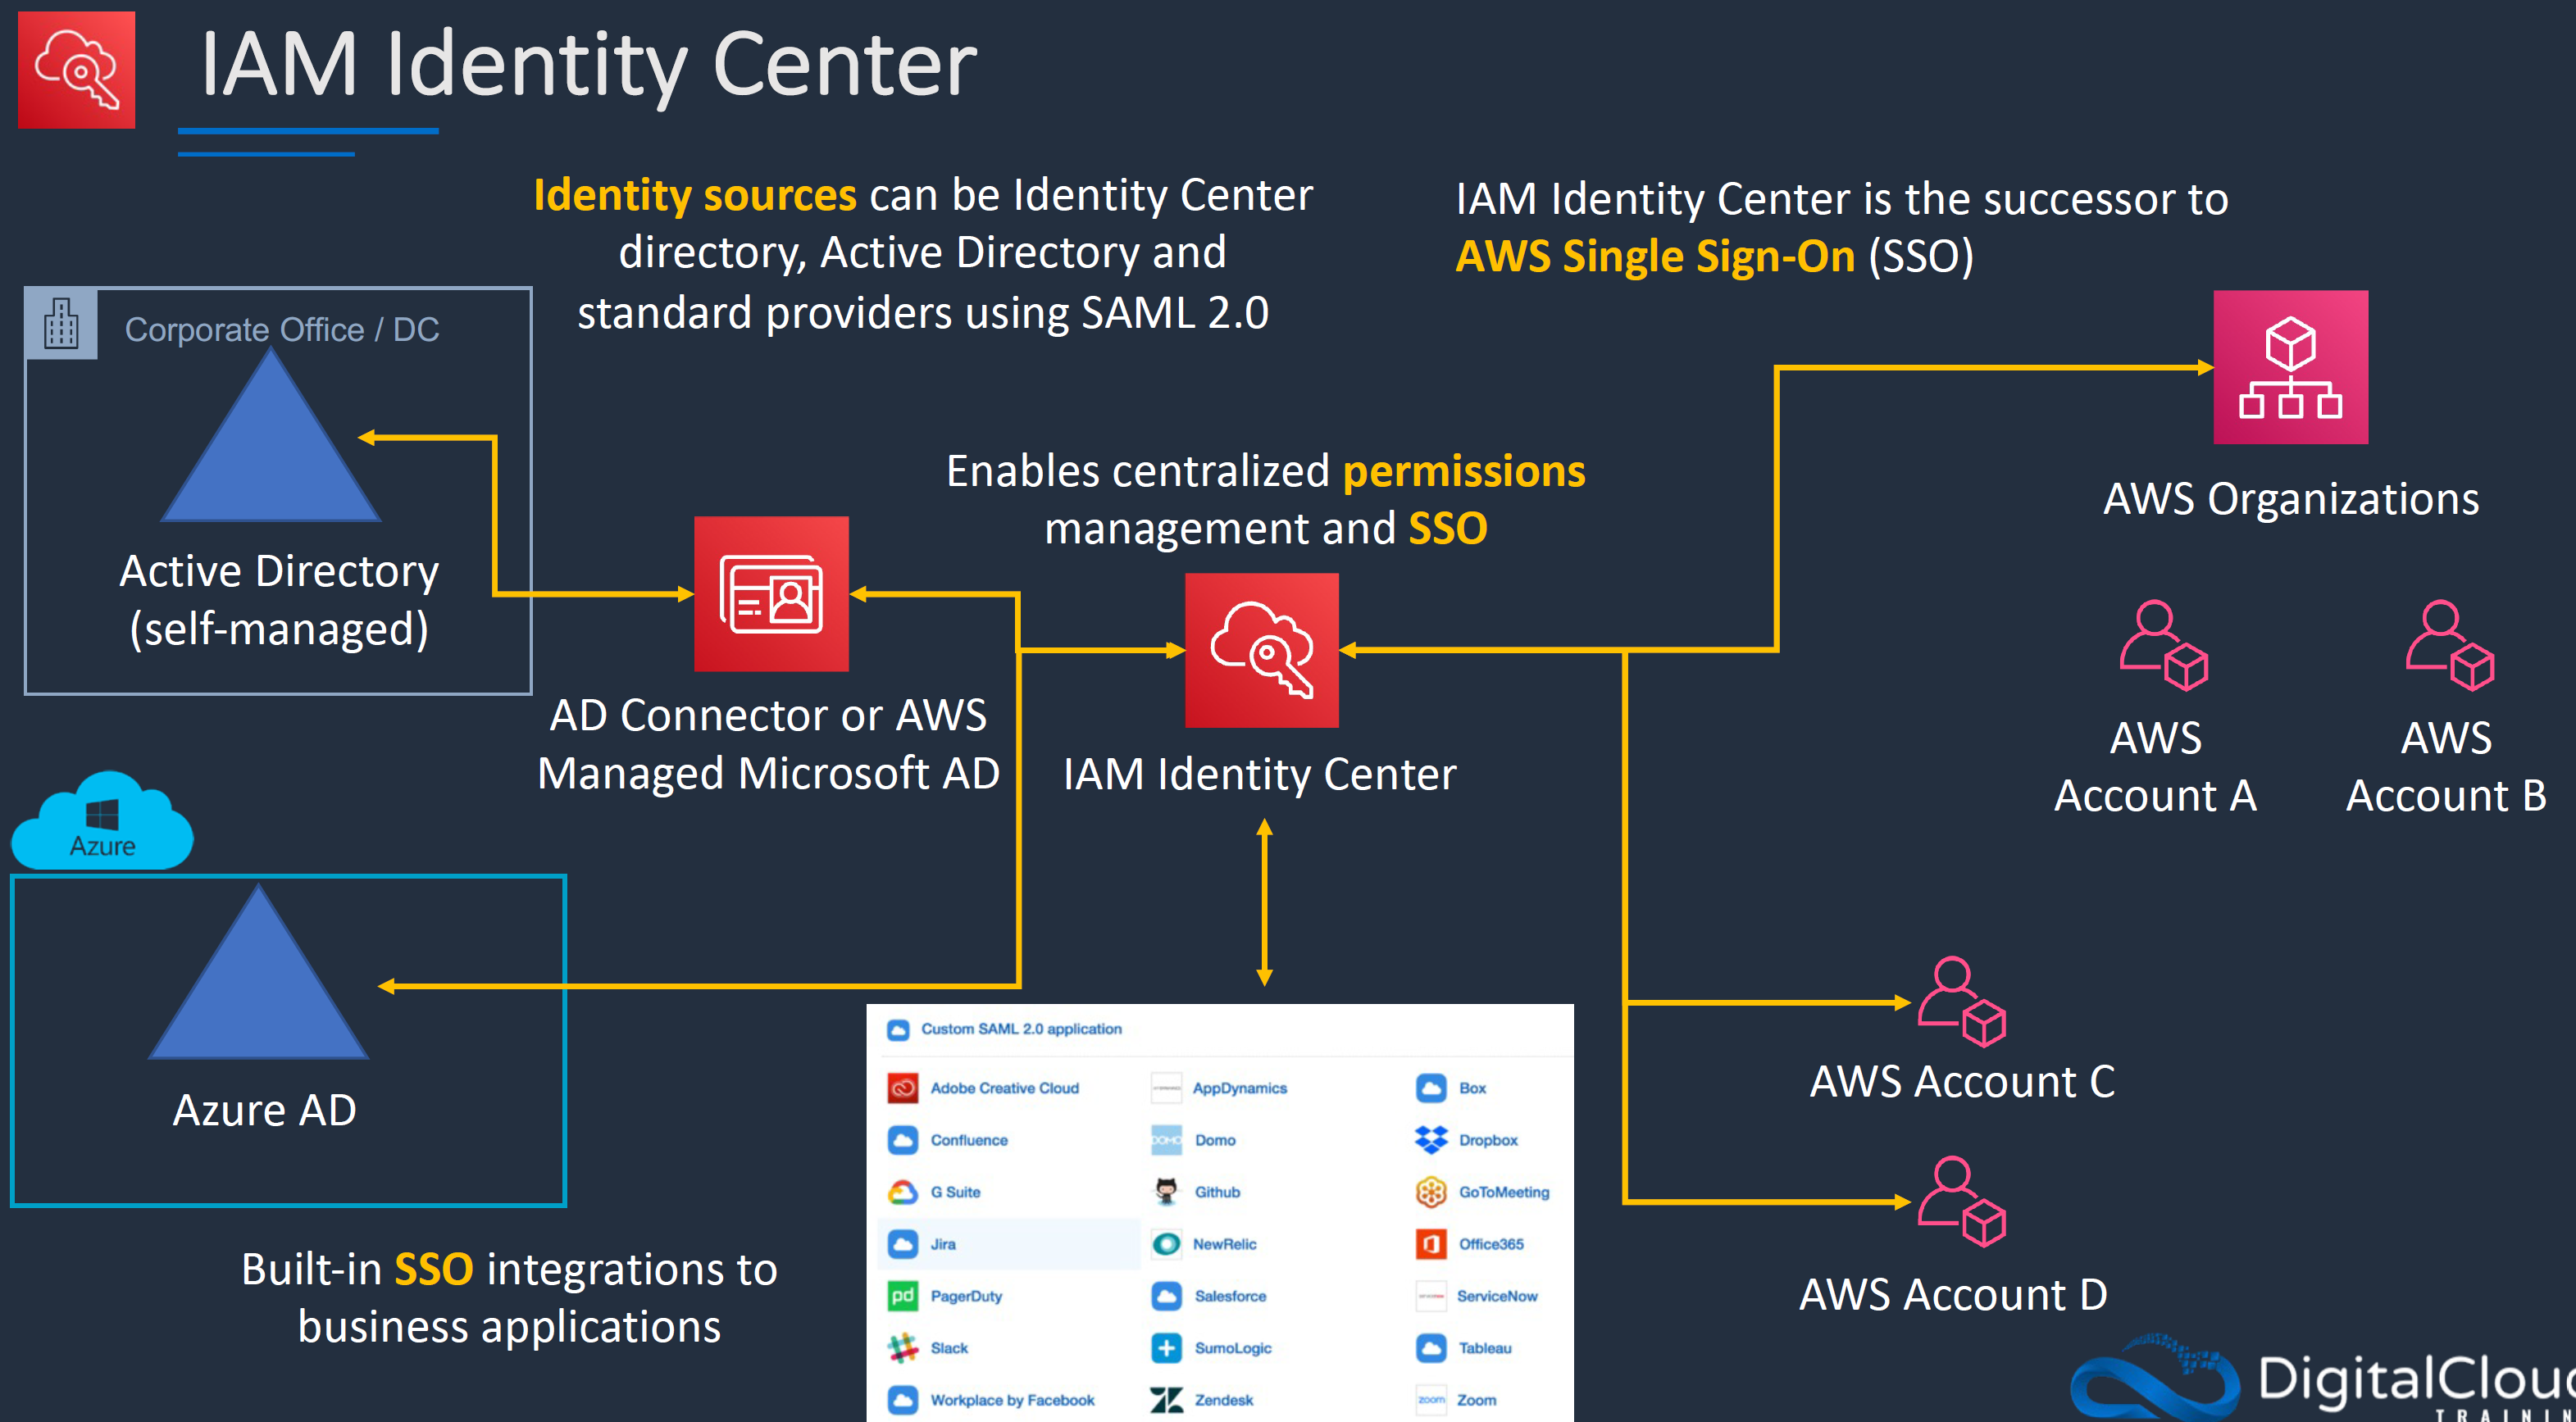 IAM Identity Center
Identity sources can be Identity Center
directory, Active Directory and
standard providers using SAML 2.0
IAM Identity Center is the successor to
AWS Single Sign-On (SSO)
Corporate Office / DC
Active Directory
(self-managed)
AD Connector or AWS
Managed Microsoft AD
Enables centralized permissions
management and SSO
IAM Identity Center
AWS Organizations
AWS
Account A
AWS
Account B
Azure
Azure AD
Built-in SSO integrations to
business applications
Custom SAML 2.0 application
Adobe Creative Cloud
AppDynamics
Box
Confluence
DOMO
Domo
Dropbox
G Suite
Github
GoToMeeting
Jira
NewRelic
Office365
pd
PagerDuty
Salesforce
ServiceNow
Slack
SumoLogic
Tableau
Workplace by Facebook
Zendesk
zoom
Zoom
AWS Account C
AWS Account D
DigitalCloud
TRAININ